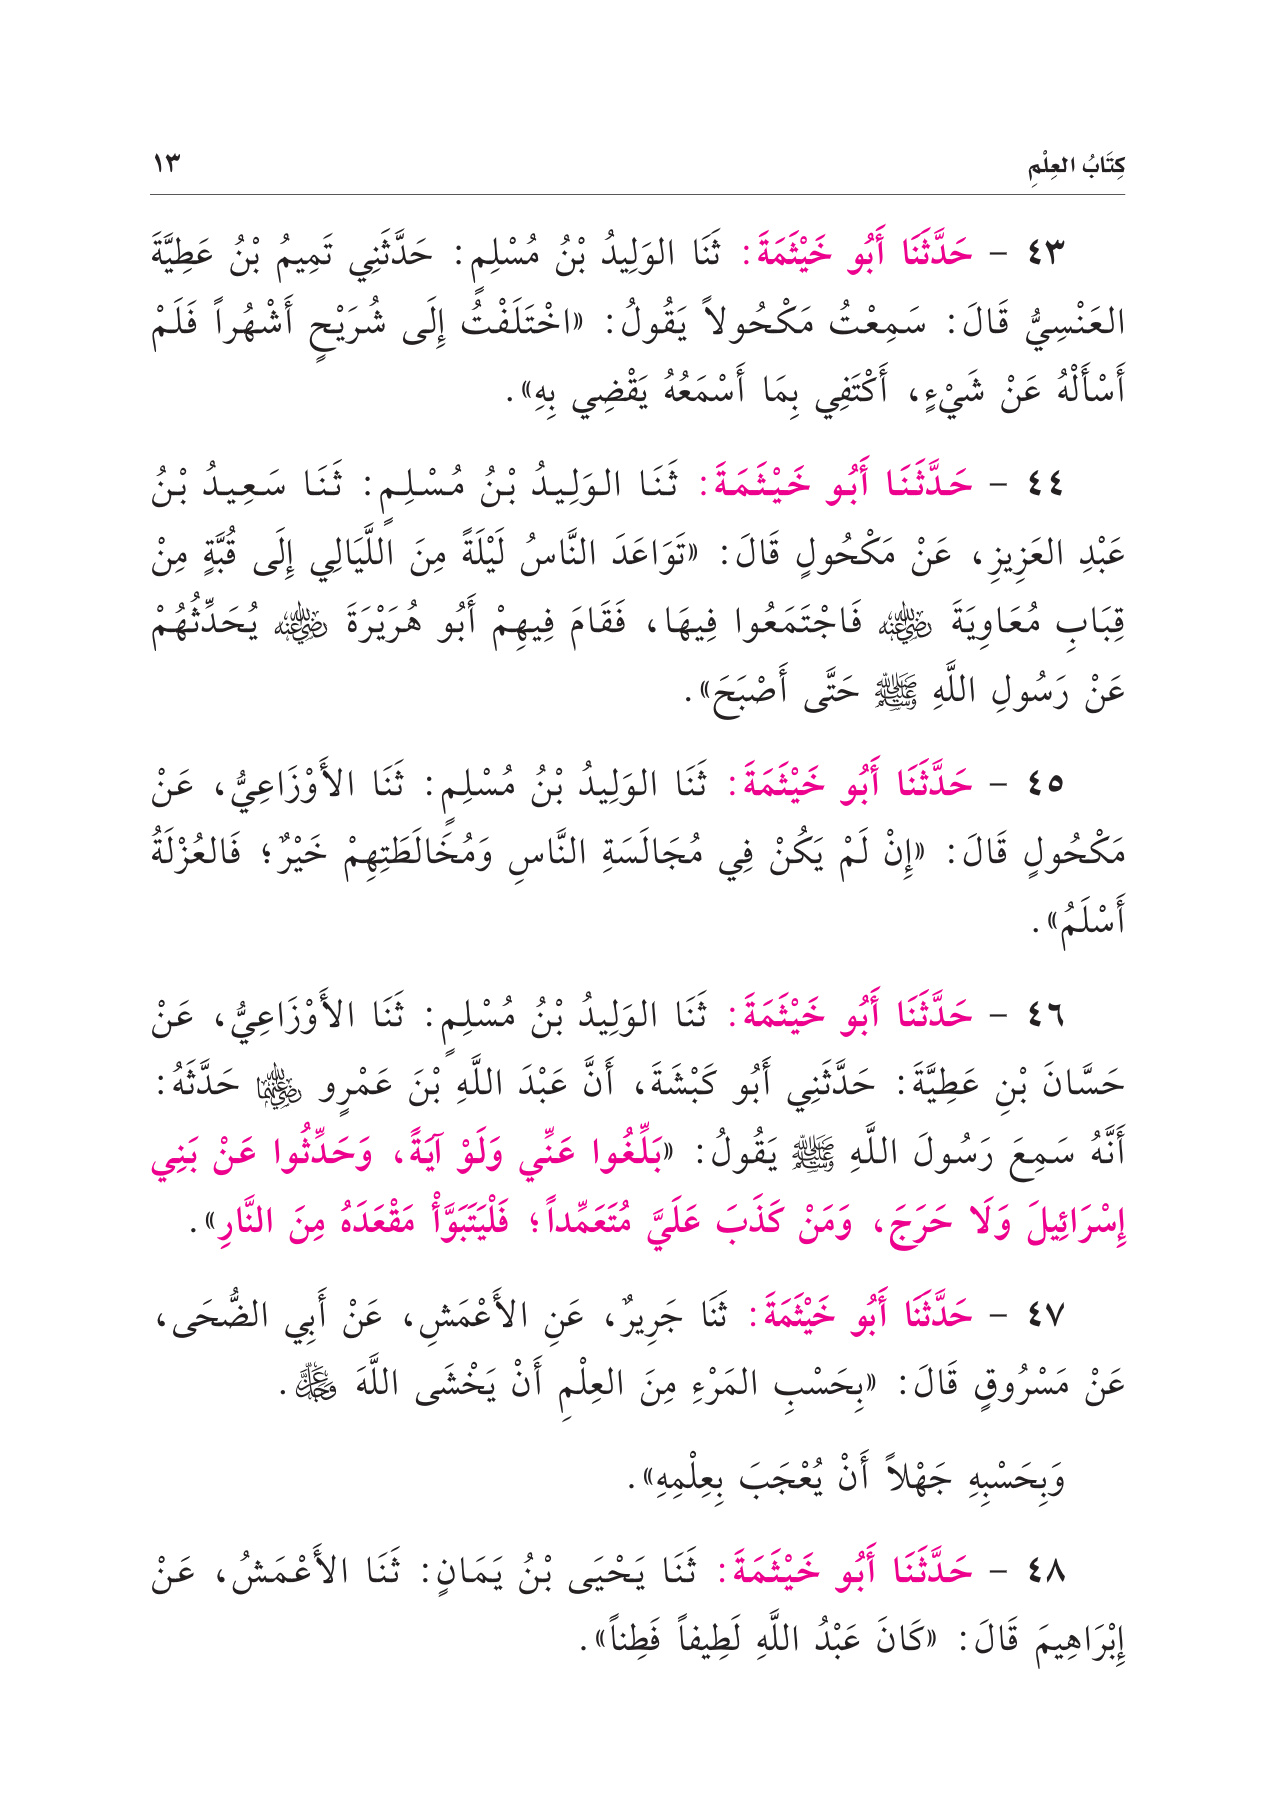 كِتَابُ العِلْمِ ١٣
٤٣ - حَدَّثَنَا أَبُو خَيْثَمَةَ: ثَنَا الوَلِيدُ بْنُ مُسْلِمٍ: حَدَّثَنِي تَمِيمُ بْنُ عَطِيَّةَ
العَنْسِيُّ قَالَ: سَمِعْتُ مَكْحُولاً يَقُولُ: «اخْتَلَفْتُ إِلَى شُرَيْحٍ أَشْهُراً فَلَمْ
أَسْأَلْهُ عَنْ شَيْءٍ، أَكْتَفِي بِمَا أَسْمَعُهُ يَقْضِي بِهِ».
٤٤ - حَدَّثَنَا أَبُو خَيْثَمَةَ: ثَنَا الوَلِيدُ بْنُ مُسْلِمٍ: ثَنَا سَعِيدُ بْنُ
عَبْدِ العَزِيزِ، عَنْ مَكْحُولٍ قَالَ: «تَوَاعَدَ النَّاسُ لَيْلَةً مِنَ اللَّيَالِي إِلَى قُبَّةٍ مِنْ
قِبَابِ مُعَاوِيَةَ رضي الله عنه فَاجْتَمَعُوا فِيهَا، فَقَامَ فِيهِمْ أَبُو هُرَيْرَةَ رضي الله عنه يُحَدِّثُهُمْ
عَنْ رَسُولِ اللَّهِ ﷺ حَتَّى أَصْبَحَ».
٤٥ - حَدَّثَنَا أَبُو خَيْثَمَةَ: ثَنَا الوَلِيدُ بْنُ مُسْلِمٍ: ثَنَا الأَوْزَاعِيُّ، عَنْ
مَكْحُولٍ قَالَ: «إِنْ لَمْ يَكُنْ فِي مُجَالَسَةِ النَّاسِ وَمُخَالَطَتِهِمْ خَيْرٌ؛ فَالعُزْلَةُ
أَسْلَمُ».
٤٦ - حَدَّثَنَا أَبُو خَيْثَمَةَ: ثَنَا الوَلِيدُ بْنُ مُسْلِمٍ: ثَنَا الأَوْزَاعِيُّ، عَنْ
حَسَّانَ بْنِ عَطِيَّةَ: حَدَّثَنِي أَبُو كَبْشَةَ، أَنَّ عَبْدَ اللَّهِ بْنَ عَمْرٍو رضي الله عنهما حَدَّثَهُ:
أَنَّهُ سَمِعَ رَسُولَ اللَّهِ ﷺ يَقُولُ: «بَلِّغُوا عَنِّي وَلَوْ آيَةً، وَحَدِّثُوا عَنْ بَنِي
إِسْرَائِيلَ وَلَا حَرَجَ، وَمَنْ كَذَبَ عَلَيَّ مُتَعَمِّداً؛ فَلْيَتَبَوَّأْ مَقْعَدَهُ مِنَ النَّارِ».
٤٧ - حَدَّثَنَا أَبُو خَيْثَمَةَ: ثَنَا جَرِيرٌ، عَنِ الأَعْمَشِ، عَنْ أَبِي الضُّحَى،
عَنْ مَسْرُوقٍ قَالَ: «بِحَسْبِ المَرْءِ مِنَ العِلْمِ أَنْ يَخْشَى اللَّهَ عز وجل.
وَبِحَسْبِهِ جَهْلاً أَنْ يُعْجَبَ بِعِلْمِهِ».
٤٨ - حَدَّثَنَا أَبُو خَيْثَمَةَ: ثَنَا يَحْيَى بْنُ يَمَانٍ: ثَنَا الأَعْمَشُ، عَنْ
إِبْرَاهِيمَ قَالَ: «كَانَ عَبْدُ اللَّهِ لَطِيفاً فَطِناً».